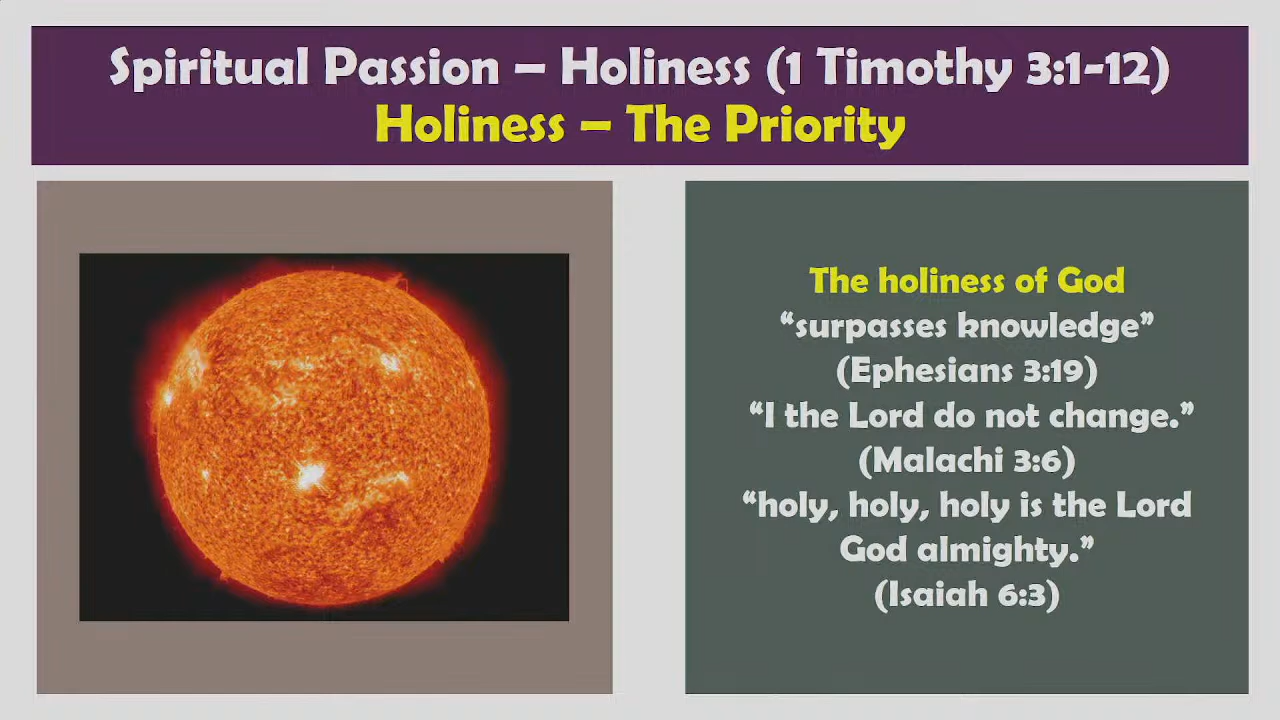 Spiritual Passion – Holiness (1 Timothy 3:1-12)
Holiness – The Priority
The holiness of God
“surpasses knowledge”
(Ephesians 3:19)
“I the Lord do not change.”
(Malachi 3:6)
“holy, holy, holy is the Lord
God almighty.”
(Isaiah 6:3)